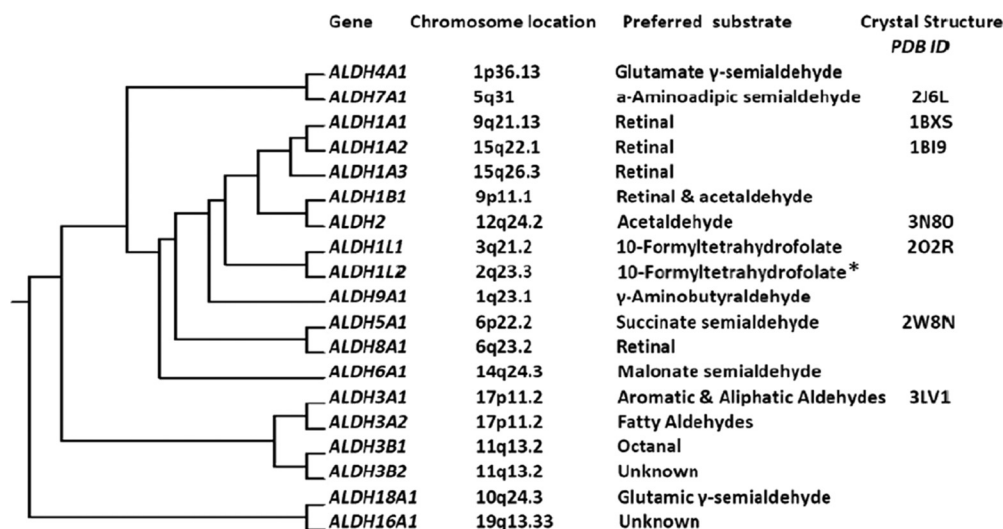 Gene Chromosome location Preferred substrate Crystal Structure
PDB ID
ALDH4A1 1p36.13 Glutamate γ-semialdehyde
ALDH7A1 5q31 a-Aminoadipic semialdehyde 2J6L
ALDH1A1 9q21.13 Retinal 1BXS
ALDH1A2 15q22.1 Retinal 1BI9
ALDH1A3 15q26.3 Retinal
ALDH1B1 9p11.1 Retinal & acetaldehyde
ALDH2 12q24.2 Acetaldehyde 3N80
ALDH1L1 3q21.2 10-Formyltetrahydrofolate 2O2R
ALDH1L2 2q23.3 10-Formyltetrahydrofolate*
ALDH9A1 1q23.1 γ-Aminobutyraldehyde
ALDH5A1 6p22.2 Succinate semialdehyde 2W8N
ALDH8A1 6q23.2 Retinal
ALDH6A1 14q24.3 Malonate semialdehyde
ALDH3A1 17p11.2 Aromatic & Aliphatic Aldehydes 3LV1
ALDH3A2 17p11.2 Fatty Aldehydes
ALDH3B1 11q13.2 Octanal
ALDH3B2 11q13.2 Unknown
ALDH18A1 10q24.3 Glutamic γ-semialdehyde
ALDH16A1 19q13.33 Unknown